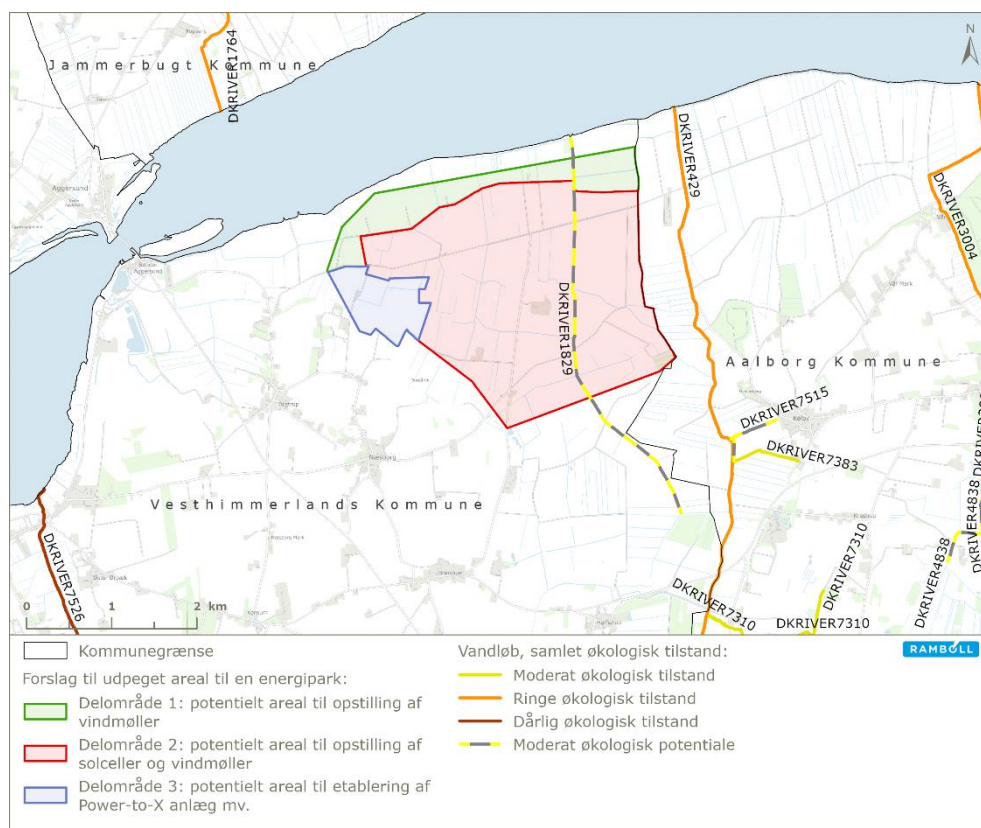 Jammerbugt Kommune
DKRIVER1764
N
Aggersund
DKRIVER429
DKRIVER3004
DKRIVER1829
Aalborg Kommune
DKRIVER7515
DKRIVER7383
Næsborg
Vesthimmerlands Kommune
DKRIVER7526
DKRIVER4838
DKRIVER4838
DKRIVER7310
DKRIVER7310
DKRIVER7310
0 1 2 km
Kommunegrænse
Forslag til udpeget areal til en energipark:
Delområde 1: potentielt areal til opstilling af
vindmøller
Delområde 2: potentielt areal til opstilling af
solceller og vindmøller
Delområde 3: potentielt areal til etablering af
Power-to-X anlæg mv.
Vandløb, samlet økologisk tilstand:
Moderat økologisk tilstand
Ringe økologisk tilstand
Dårlig økologisk tilstand
Moderat økologisk potentiale
RAMBOLL